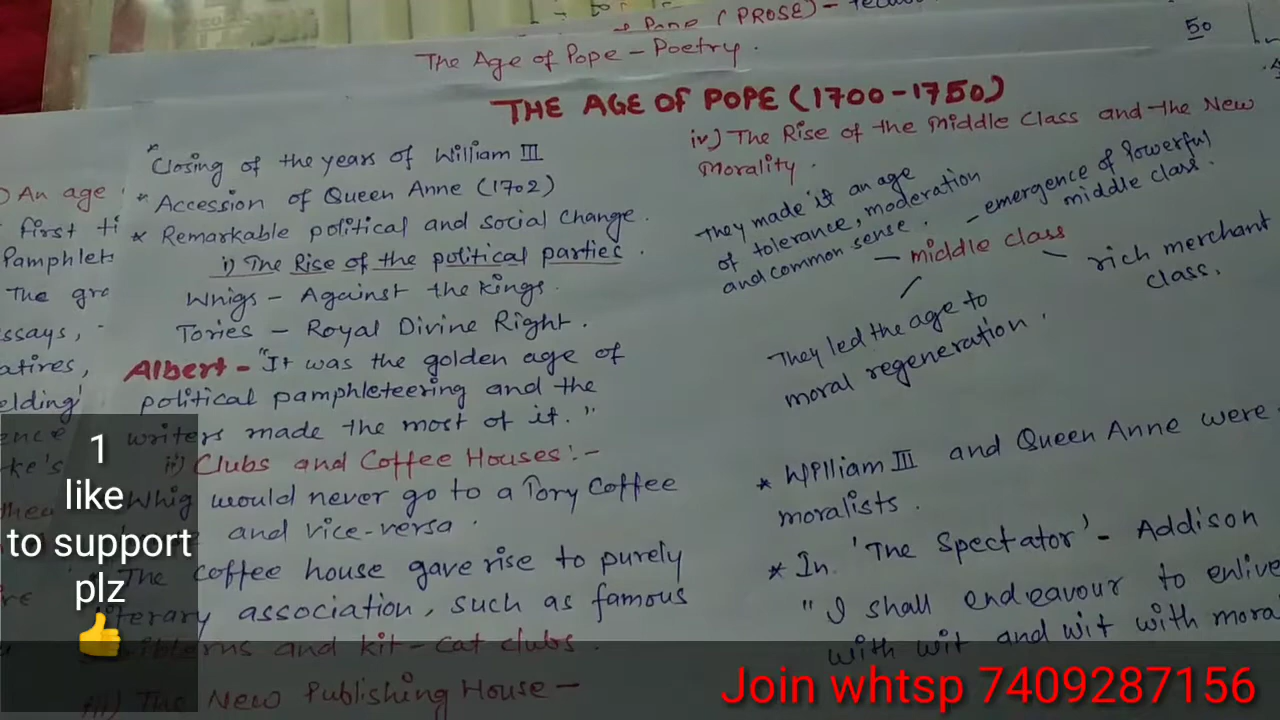 Pope (PROSE) -
The Age of Pope - Poetry.
50
THE AGE OF POPE (1700-1750)
"Closing of the years of William III
* Accession of Queen Anne (1702)
* Remarkable political and social change.
i) The Rise of the political parties.
Whigs - Against the kings.
Tories - Royal Divine Right.
Albert - "It was the golden age of
political pamphleteering and the
writers made the most of it."
ii) Clubs and Coffee Houses:-
Whig would never go to a Tory Coffee
and vice-versa.
The coffee house gave rise to purely
literary association, such as famous
and kit-cat clubs.
iii) The New Publishing House -
iv) The Rise of the Middle Class and the New
Morality.
They made it an age
of tolerance, moderation
and common sense.
- emergence of powerful
middle class.
- middle class
- rich merchant
class.
They led the age to
moral regeneration.
* William III and Queen Anne were
moralists.
* In 'The Spectator' - Addison
"I shall endeavour to enlive
with wit and wit with mora
) An age
first ti
Pamphlets
The gre
ssays,
atires,
elding'
ence
ke's
1
like
to support
plz
Join whtsp 7409287156